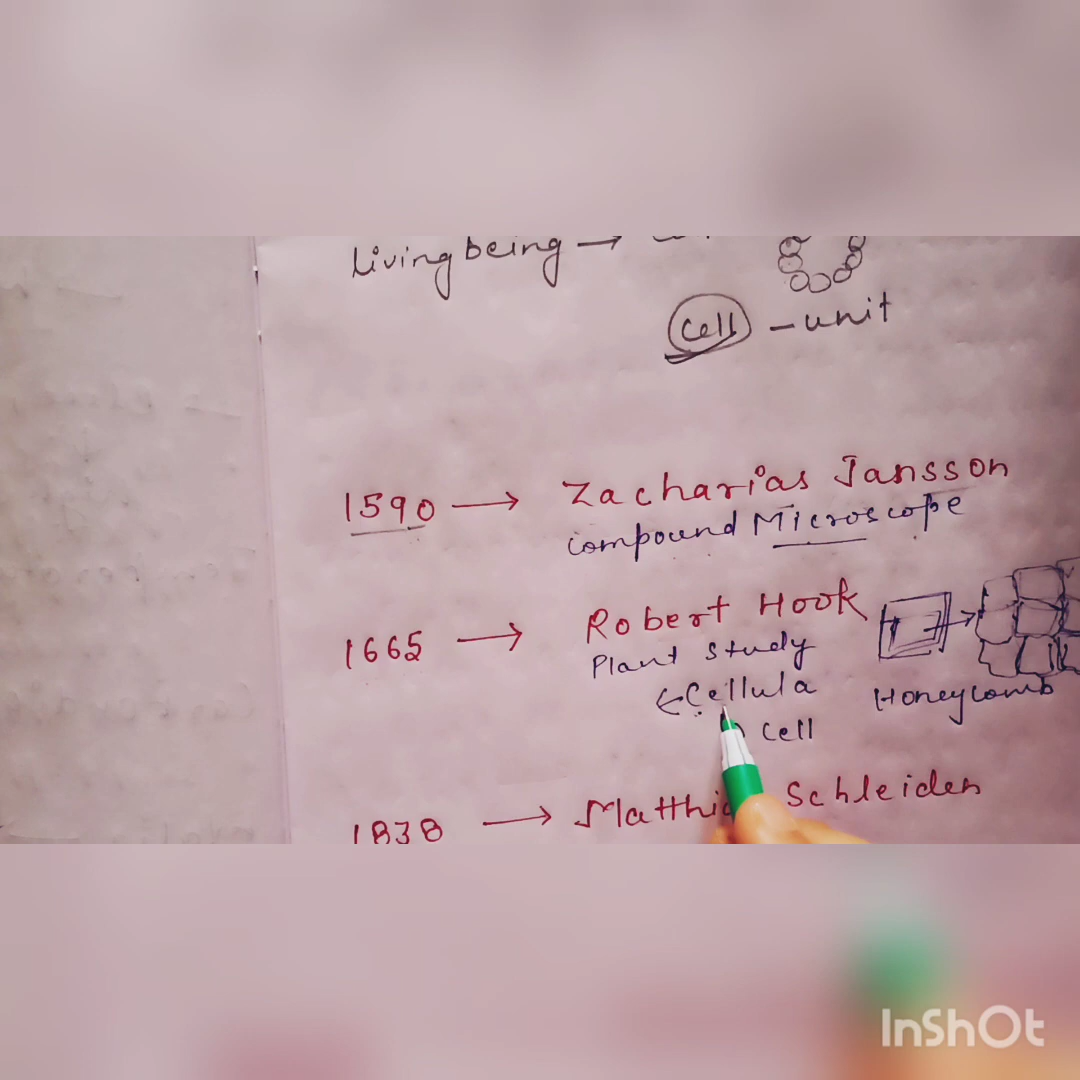 Living being →
Cell - unit
1590 → Zacharias Jansson
compound Microscope
1665 → Robert Hook
Plant study
← Cellula
Honeycomb
cell
1838 → Schleiden
InShOt